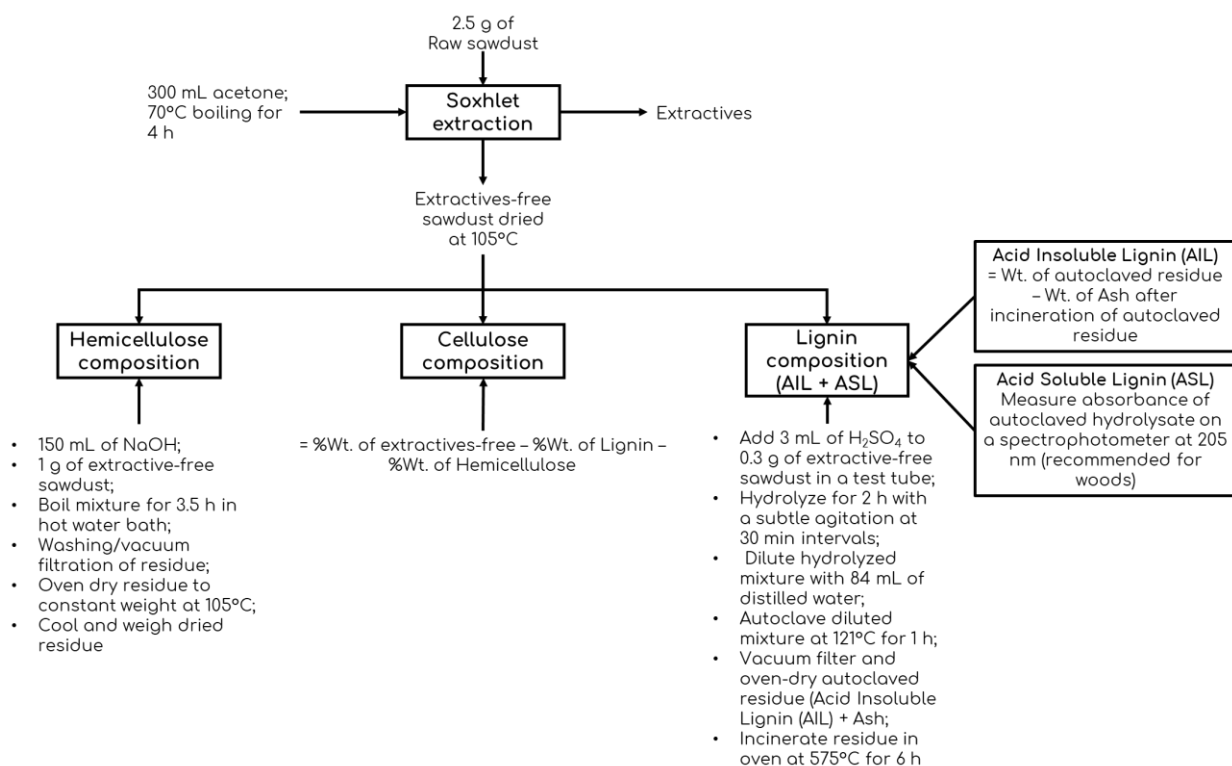 2.5 g of
Raw sawdust
300 mL acetone;
70°C boiling for
4 h
Soxhlet
extraction
Extractives
Extractives-free
sawdust dried
at 105°C
Hemicellulose
composition
Cellulose
composition
Lignin
composition
(AIL + ASL)
Acid Insoluble Lignin (AIL)
= Wt. of autoclaved residue
– Wt. of Ash after
incineration of autoclaved
residue
Acid Soluble Lignin (ASL)
Measure absorbance of
autoclaved hydrolysate on
a spectrophotometer at 205
nm (recommended for
woods)
• 150 mL of NaOH;
• 1 g of extractive-free
sawdust;
• Boil mixture for 3.5 h in
hot water bath;
• Washing/vacuum
filtration of residue;
• Oven dry residue to
constant weight at 105°C;
• Cool and weigh dried
residue
= %Wt. of extractives-free – %Wt. of Lignin –
%Wt. of Hemicellulose
• Add 3 mL of H₂SO₄ to
0.3 g of extractive-free
sawdust in a test tube;
• Hydrolyze for 2 h with
a subtle agitation at
30 min intervals;
• Dilute hydrolyzed
mixture with 84 mL of
distilled water;
• Autoclave diluted
mixture at 121°C for 1 h;
• Vacuum filter and
oven-dry autoclaved
residue (Acid Insoluble
Lignin (AIL) + Ash;
• Incinerate residue in
oven at 575°C for 6 h